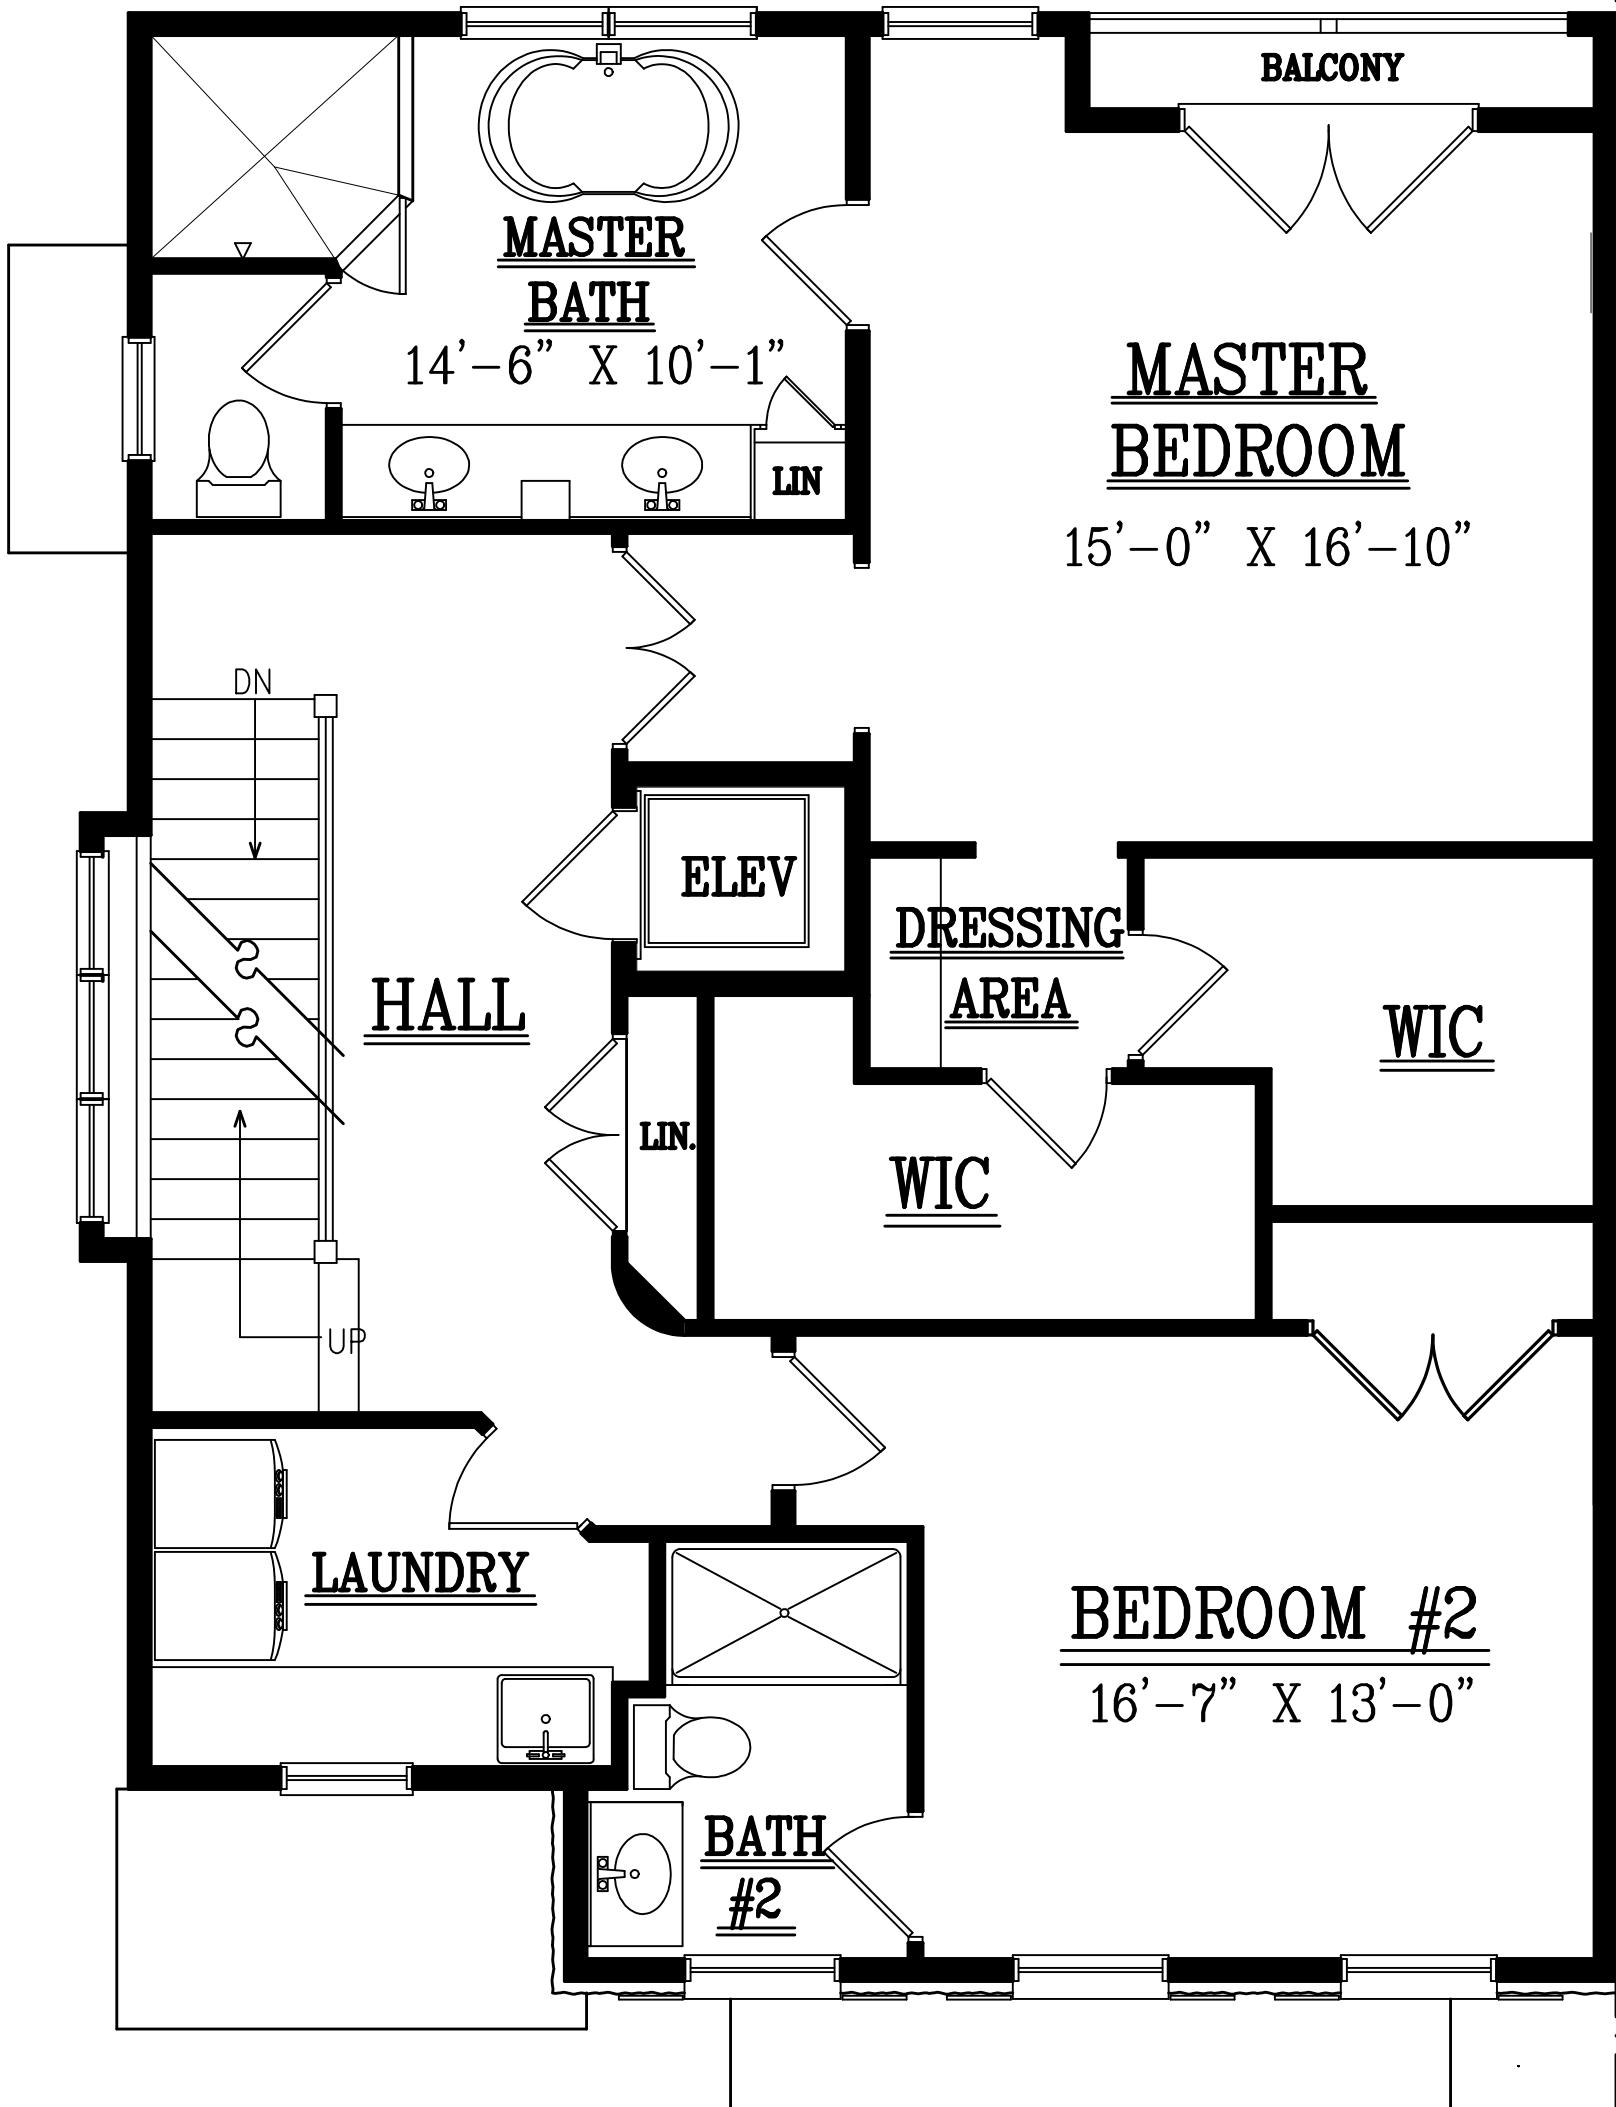 BALCONY
MASTER
BATH
14'-6" X 10'-1"
LIN
MASTER
BEDROOM
15'-0" X 16'-10"
DN
ELEV
DRESSING
AREA
HALL
WIC
LIN.
WIC
UP
LAUNDRY
BEDROOM #2
16'-7" X 13'-0"
BATH
#2